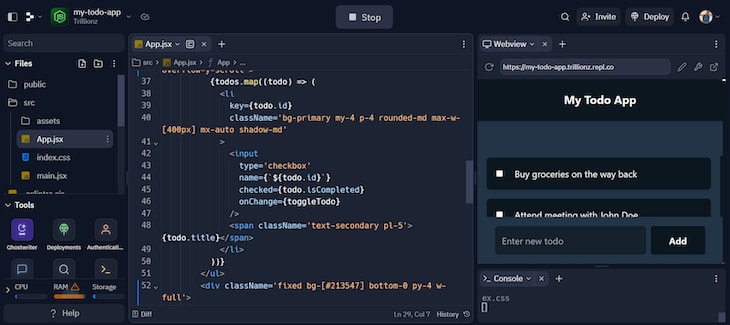 my-todo-app
Trillionz
Stop
Invite
Deploy
Search
Files
public
src
assets
App.jsx
index.css
main.jsx
Tools
Ghostwriter
Deployments
Authenticati...
CPU
RAM
Storage
Help
App.jsx
src > App.jsx > App > ...
overflow-y-scroll'>
37 {todos.map((todo) => (
38 <li
39 key={todo.id}
40 className='bg-primary my-4 p-4 rounded-md max-w-
[400px] mx-auto shadow-md'
41 >
42 <input
43 type='checkbox'
44 name={`${todo.id}`}
45 checked={todo.isCompleted}
46 onChange={toggleTodo}
47 />
48 <span className='text-secondary pl-5'>
{todo.title}</span>
49 </li>
50 ))}
51 </ul>
52 <div className='fixed bg-[#213547] bottom-0 py-4 w-
full'>
Diff
Ln 29, Col 7
History
Webview
https://my-todo-app.trillionz.repl.co
My Todo App
Buy groceries on the way back
Attend meeting with John Doe
Enter new todo
Add
Console
ex.css